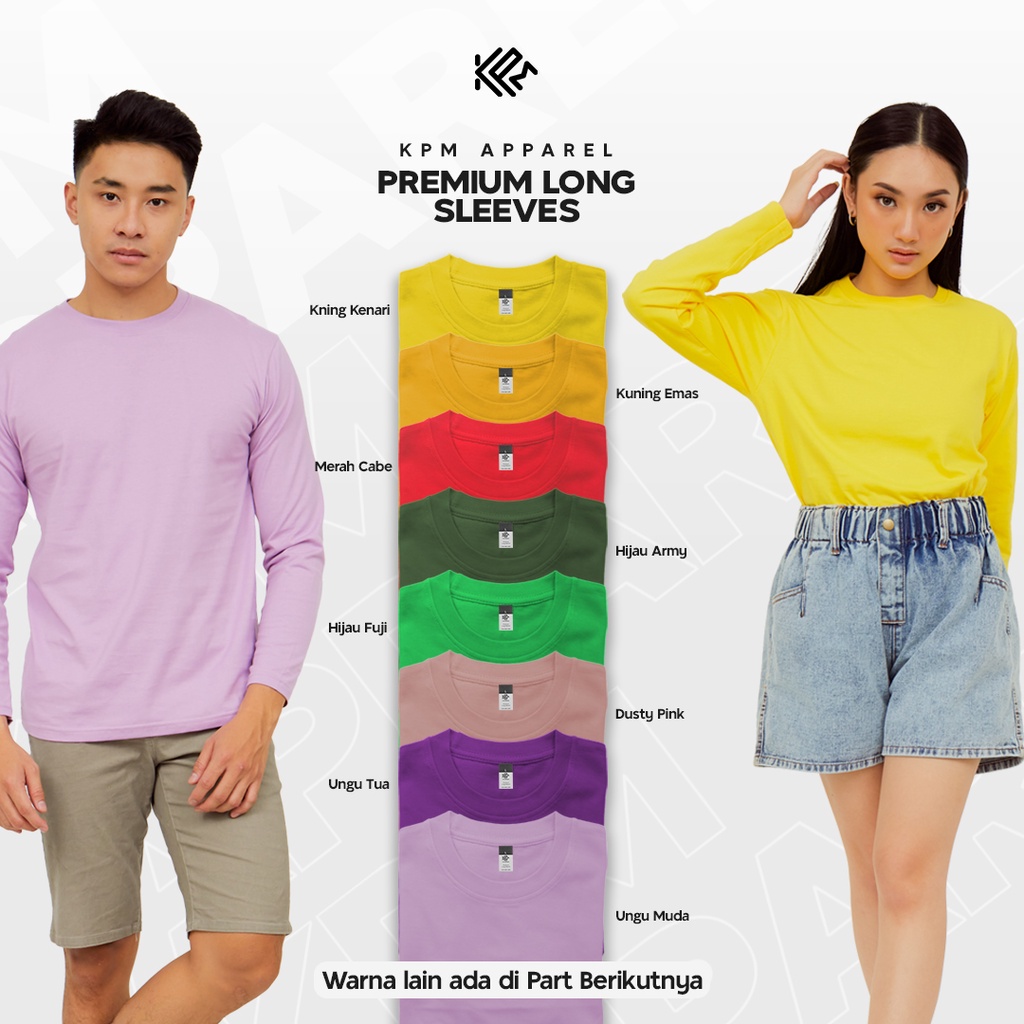 KPM APPAREL
PREMIUM LONG
SLEEVES
Kning Kenari
Kuning Emas
Merah Cabe
Hijau Army
Hijau Fuji
Dusty Pink
Ungu Tua
Ungu Muda
Warna lain ada di Part Berikutnya